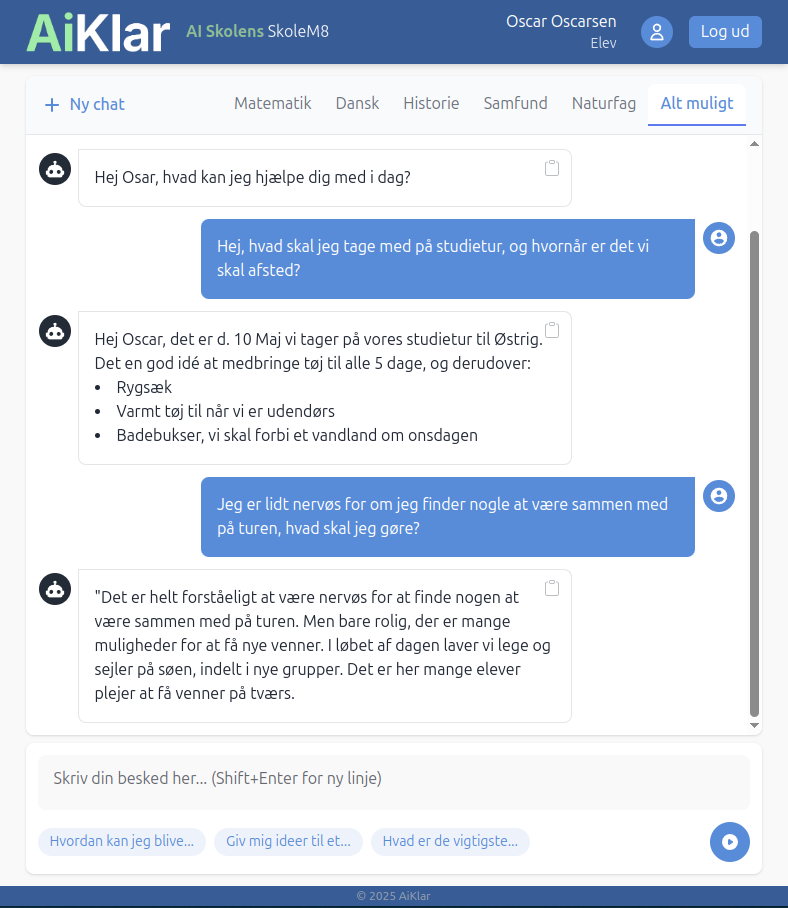 AiKlar AI Skolens SkoleM8
Oscar Oscarsen
Elev
Log ud
Ny chat
Matematik Dansk Historie Samfund Naturfag Alt muligt
Hej Osar, hvad kan jeg hjælpe dig med i dag?
Hej, hvad skal jeg tage med på studietur, og hvornår er det vi
skal afsted?
Hej Oscar, det er d. 10 Maj vi tager på vores studietur til Østrig.
Det en god idé at medbringe tøj til alle 5 dage, og derudover:
• Rygsæk
• Varmt tøj til når vi er udendørs
• Badebukser, vi skal forbi et vandland om onsdagen
Jeg er lidt nervøs for om jeg finder nogle at være sammen med
på turen, hvad skal jeg gøre?
"Det er helt forståeligt at være nervøs for at finde nogen at
være sammen med på turen. Men bare rolig, der er mange
muligheder for at få nye venner. I løbet af dagen laver vi lege og
sejler på søen, indelt i nye grupper. Det er her mange elever
plejer at få venner på tværs.
Skriv din besked her... (Shift+Enter for ny linje)
Hvordan kan jeg blive... Giv mig ideer til et... Hvad er de vigtigste...
© 2025 AiKlar